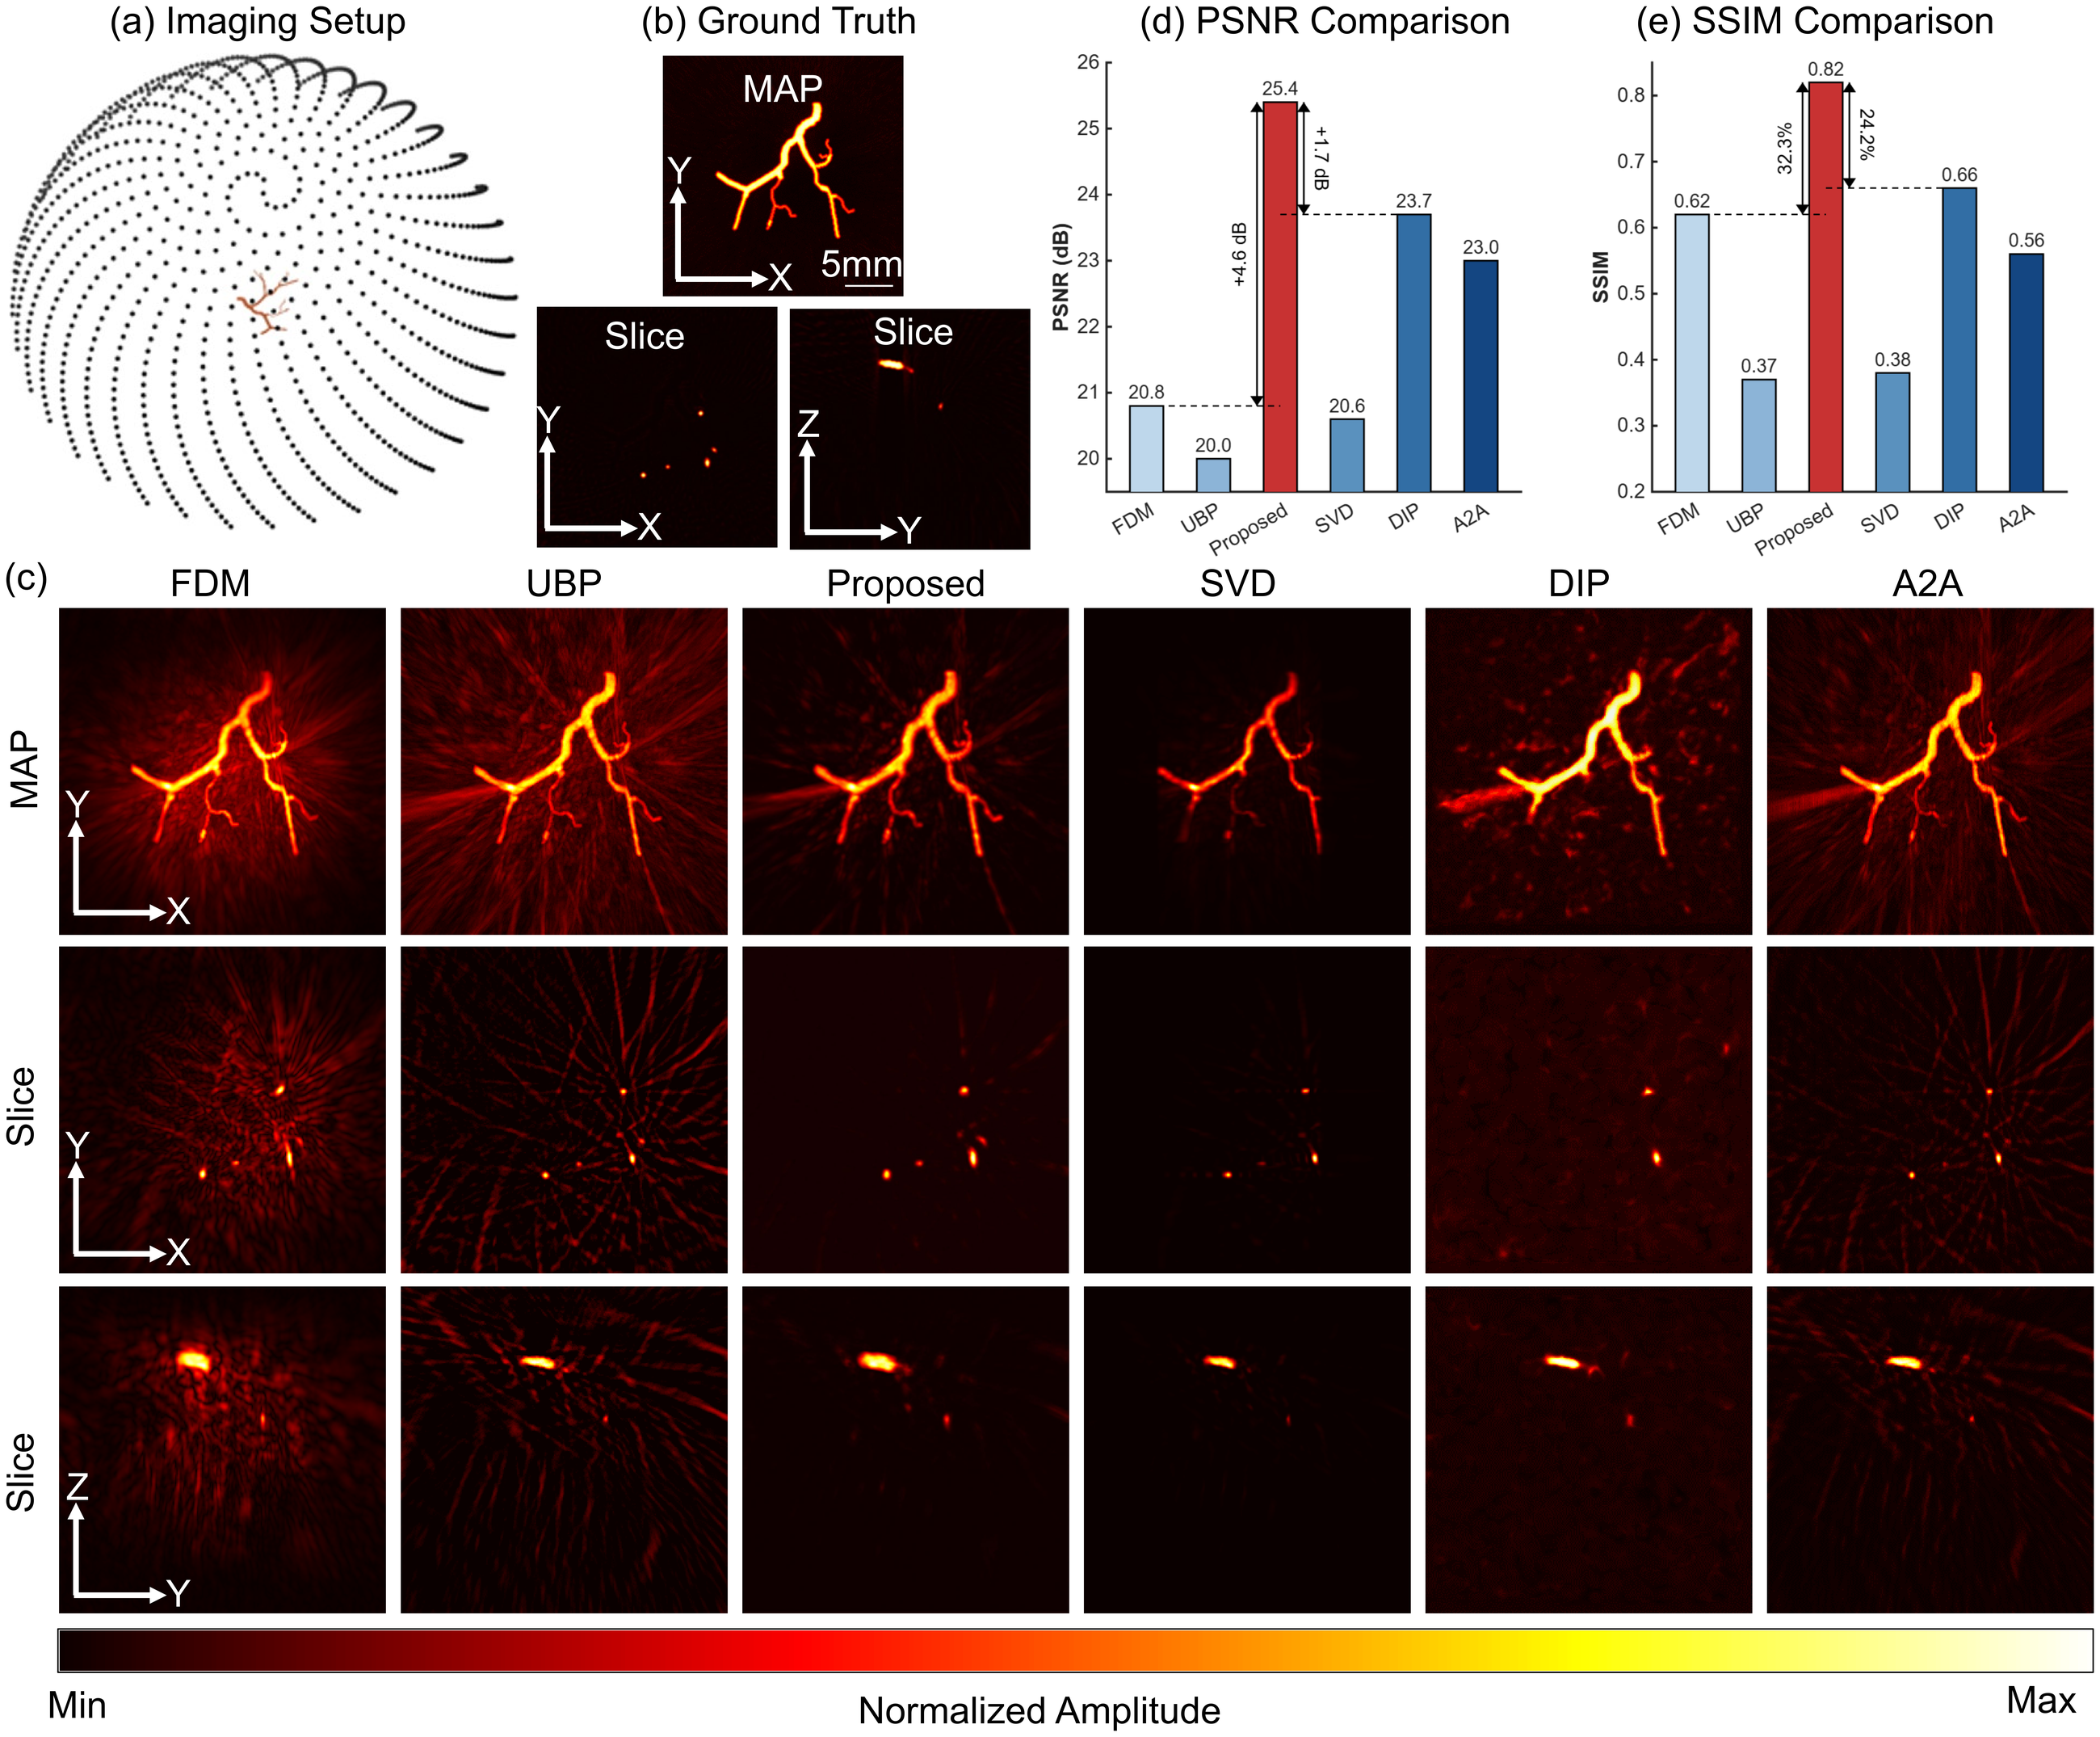 (a) Imaging Setup
(b) Ground Truth
MAP
Y
X
5mm
Slice
Y
X
Slice
Z
Y
(d) PSNR Comparison
PSNR (dB)
26
25
24
23
22
21
20
20.8
20.0
25.4
20.6
23.7
23.0
+4.6 dB
+1.7 dB
FDM
UBP
Proposed
SVD
DIP
A2A
(e) SSIM Comparison
SSIM
0.8
0.7
0.6
0.5
0.4
0.3
0.2
0.62
0.37
0.82
0.38
0.66
0.56
32.3%
24.2%
FDM
UBP
Proposed
SVD
DIP
A2A
(c)
FDM
UBP
Proposed
SVD
DIP
A2A
MAP
Y
X
Slice
Y
X
Slice
Z
Y
Min
Normalized Amplitude
Max